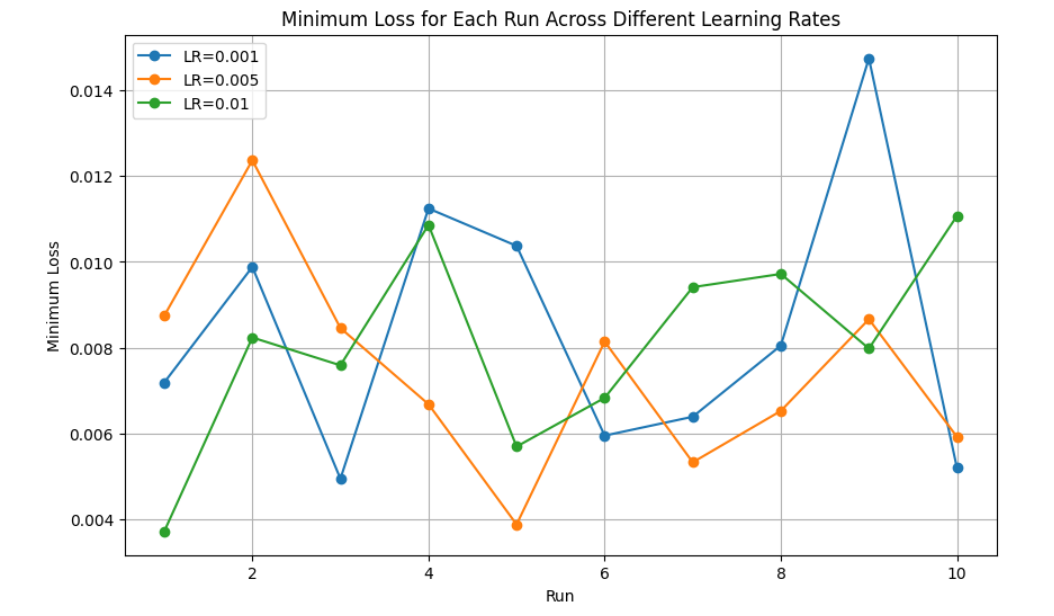 Minimum Loss for Each Run Across Different Learning Rates
LR=0.001
LR=0.005
LR=0.01
0.014
0.012
0.010
0.008
0.006
0.004
Minimum Loss
2 4 6 8 10
Run